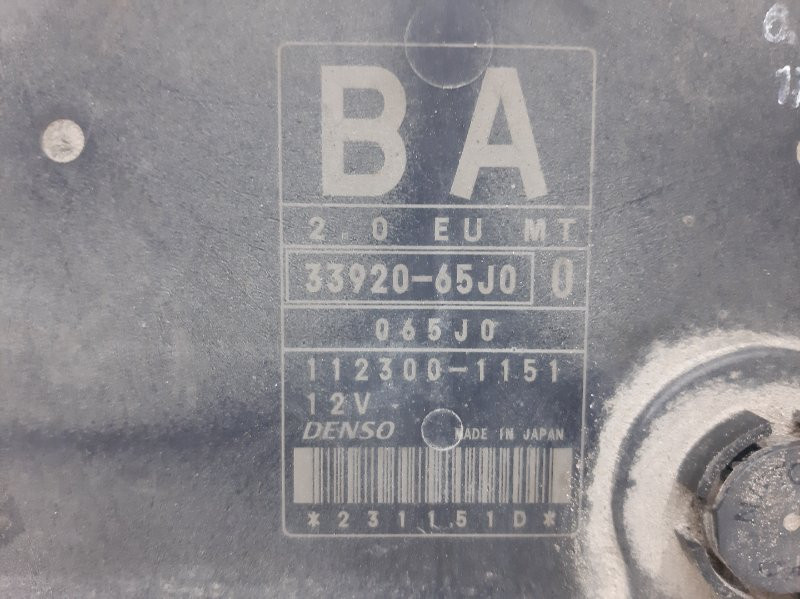 BA
2.0 EU MT
33920-65J0 0
065J0
112300-1151
12V
DENSO MADE IN JAPAN
*231151D*